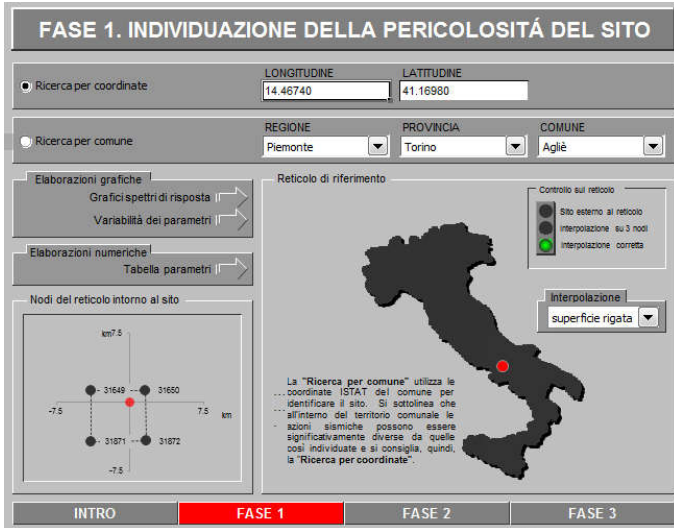 FASE 1. INDIVIDUAZIONE DELLA PERICOLOSITÁ DEL SITO
Ricerca per coordinate
LONGITUDINE
14.46740
LATITUDINE
41.16980
Ricerca per comune
REGIONE
Piemonte
PROVINCIA
Torino
COMUNE
Agliè
Elaborazioni grafiche
Grafici spettri di risposta
Variabilità dei parametri
Elaborazioni numeriche
Tabella parametri
Nodi del reticolo intorno al sito
km 7.5
31649
31650
-7.5
7.5
km
31871
31872
-7.5
Reticolo di riferimento
Controllo sul reticolo
Sito esterno al reticolo
Interpolazione su 3 nodi
Interpolazione corretta
Interpolazione
superficie rigata
La "Ricerca per comune" utilizza le
coordinate ISTAT del comune per
identificare il sito. Si sottolinea che
all'interno del territorio comunale le
azioni sismiche possono essere
significativamente diverse da quelle
così individuate e si consiglia, quindi,
la "Ricerca per coordinate".
INTRO
FASE 1
FASE 2
FASE 3